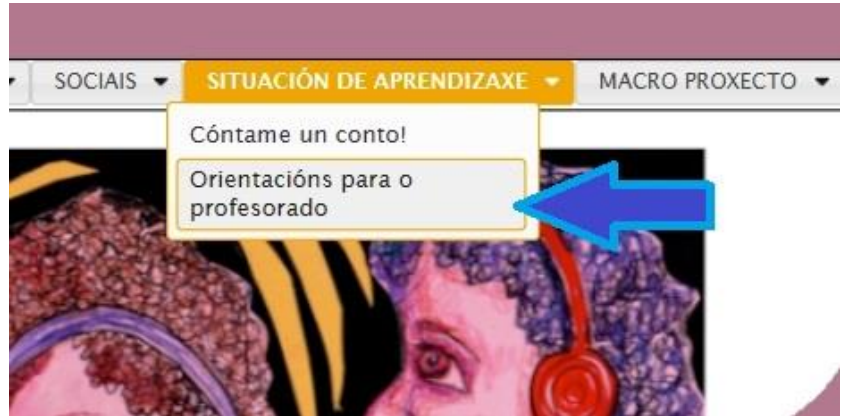 SOCIAIS SITUACIÓN DE APRENDIZAXE MACRO PROXECTO
Cóntame un conto!
Orientacións para o
profesorado